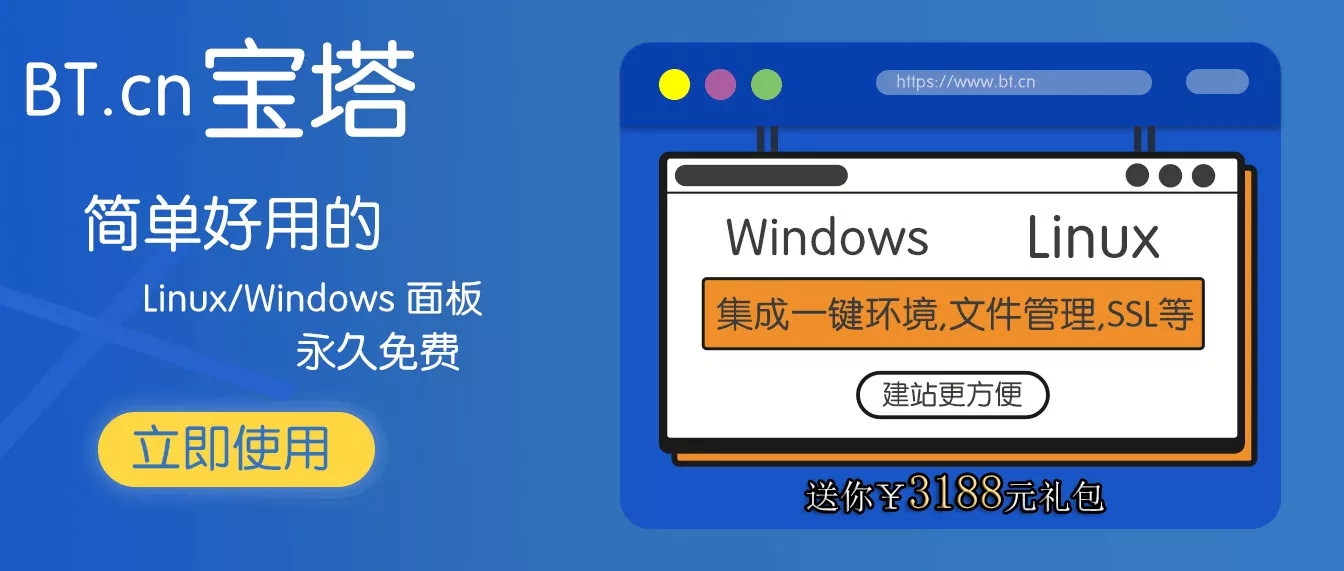 BT.cn宝塔
简单好用的
Linux/Windows 面板
永久免费
立即使用
https://www.bt.cn
Windows Linux
集成一键环境,文件管理,SSL等
建站更方便
送你￥3188元礼包